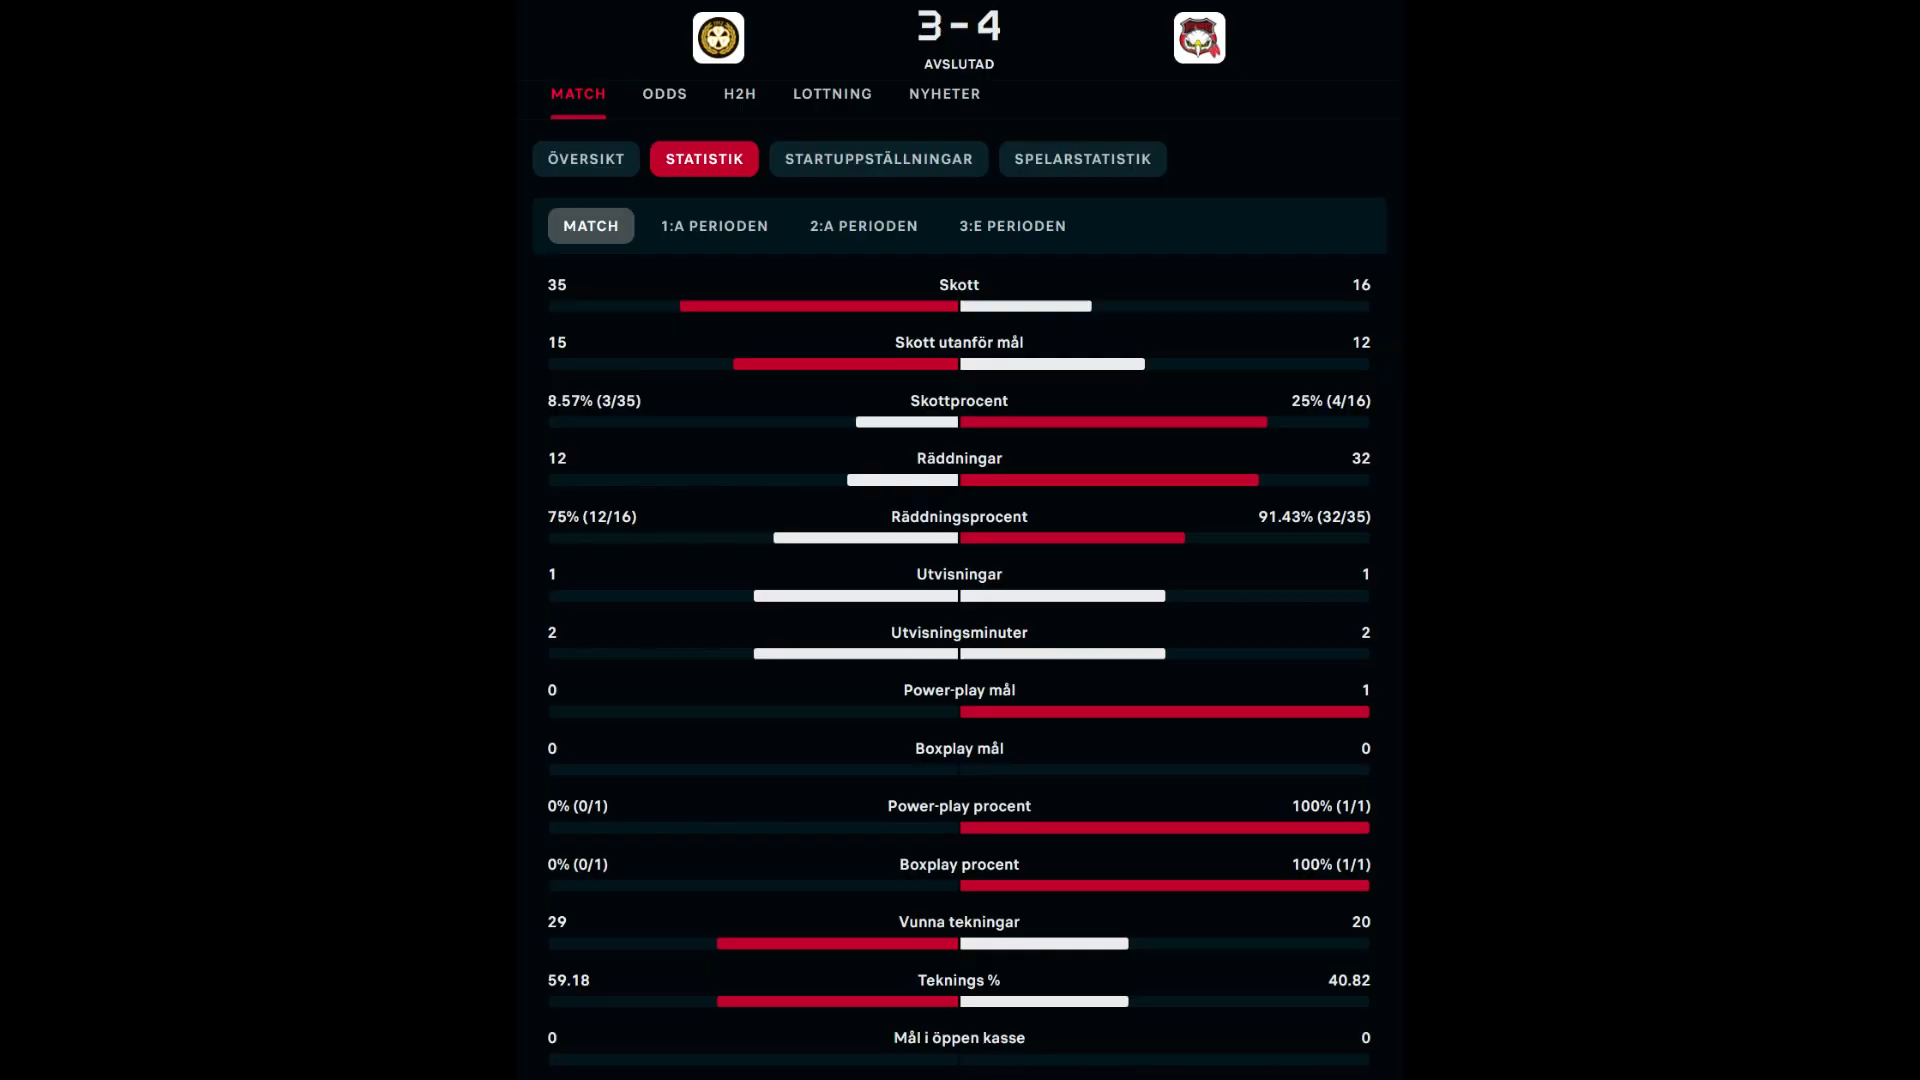 3 - 4
AVSLUTAD
MATCH ODDS H2H LOTTNING NYHETER
ÖVERSIKT STATISTIK STARTUPPSTÄLLNINGAR SPELARSTATISTIK
MATCH 1:A PERIODEN 2:A PERIODEN 3:E PERIODEN
35 Skott 16
15 Skott utanför mål 12
8.57% (3/35) Skottprocent 25% (4/16)
12 Räddningar 32
75% (12/16) Räddningsprocent 91.43% (32/35)
1 Utvisningar 1
2 Utvisningsminuter 2
0 Power-play mål 1
0 Boxplay mål 0
0% (0/1) Power-play procent 100% (1/1)
0% (0/1) Boxplay procent 100% (1/1)
29 Vunna tekningar 20
59.18 Teknings % 40.82
0 Mål i öppen kasse 0